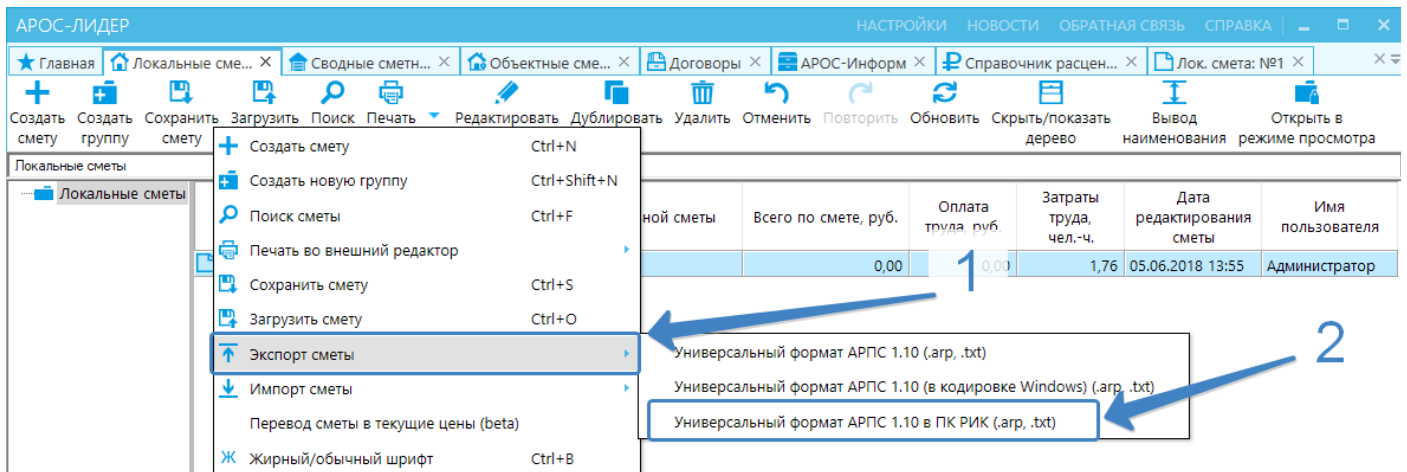 АРОС-ЛИДЕР НАСТРОЙКИ НОВОСТИ ОБРАТНАЯ СВЯЗЬ СПРАВКА
Главная Локальные сме... Сводные сметн... Объектные сме... Договоры АРОС-Информ Справочник расцен... Лок. смета: №1
Создать смету Создать группу Сохранить смету Загрузить Поиск Печать Редактировать Дублировать Удалить Отменить Повторить Обновить Скрыть/показать дерево Вывод наименования Открыть в режиме просмотра
Локальные сметы
Локальные сметы
ной сметы Всего по смете, руб. Оплата труда, руб. Затраты труда, чел.-ч. Дата редактирования сметы Имя пользователя
0,00 0,00 1,76 05.06.2018 13:55 Администратор
Создать смету Ctrl+N
Создать новую группу Ctrl+Shift+N
Поиск сметы Ctrl+F
Печать во внешний редактор
Сохранить смету Ctrl+S
Загрузить смету Ctrl+O
Экспорт сметы
Импорт сметы
Перевод сметы в текущие цены (beta)
Жирный/обычный шрифт Ctrl+B
1
Универсальный формат АРПС 1.10 (.arp, .txt)
Универсальный формат АРПС 1.10 (в кодировке Windows) (.arp, .txt)
Универсальный формат АРПС 1.10 в ПК РИК (.arp, .txt)
2